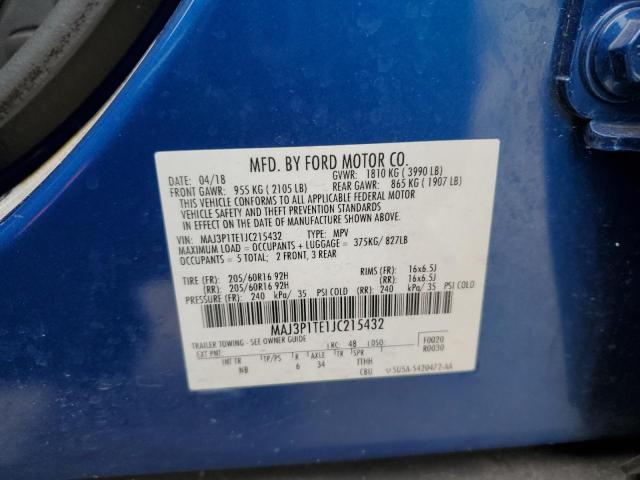 MFD. BY FORD MOTOR CO.
DATE: 04/18 GVWR: 1810 KG ( 3990 LB)
FRONT GAWR: 955 KG ( 2105 LB) REAR GAWR: 865 KG ( 1907 LB)
THIS VEHICLE CONFORMS TO ALL APPLICABLE FEDERAL MOTOR
VEHICLE SAFETY AND THEFT PREVENTION STANDARDS
IN EFFECT ON THE DATE OF MANUFACTURE SHOWN ABOVE.
VIN: MAJ3P1TE1JC215432 TYPE: MPV
MAXIMUM LOAD = OCCUPANTS + LUGGAGE = 375KG/ 827LB
OCCUPANTS = 5 TOTAL: 2 FRONT, 3 REAR
TIRE (FR): 205/60R16 92H RIMS (FR): 16x6.5J
(RR): 205/60R16 92H (RR): 16x6.5J
PRESSURE (FR): 240 kPa/ 35 PSI COLD (RR): 240 kPa/ 35 PSI COLD
MAJ3P1TE1JC215432
TRAILER TOWING - SEE OWNER GUIDE LRC: 48 F0020
EXT PNT: R0030
INT TR TP/PS R AXLE TR SPR
NB 6 34 TTHH
CBU